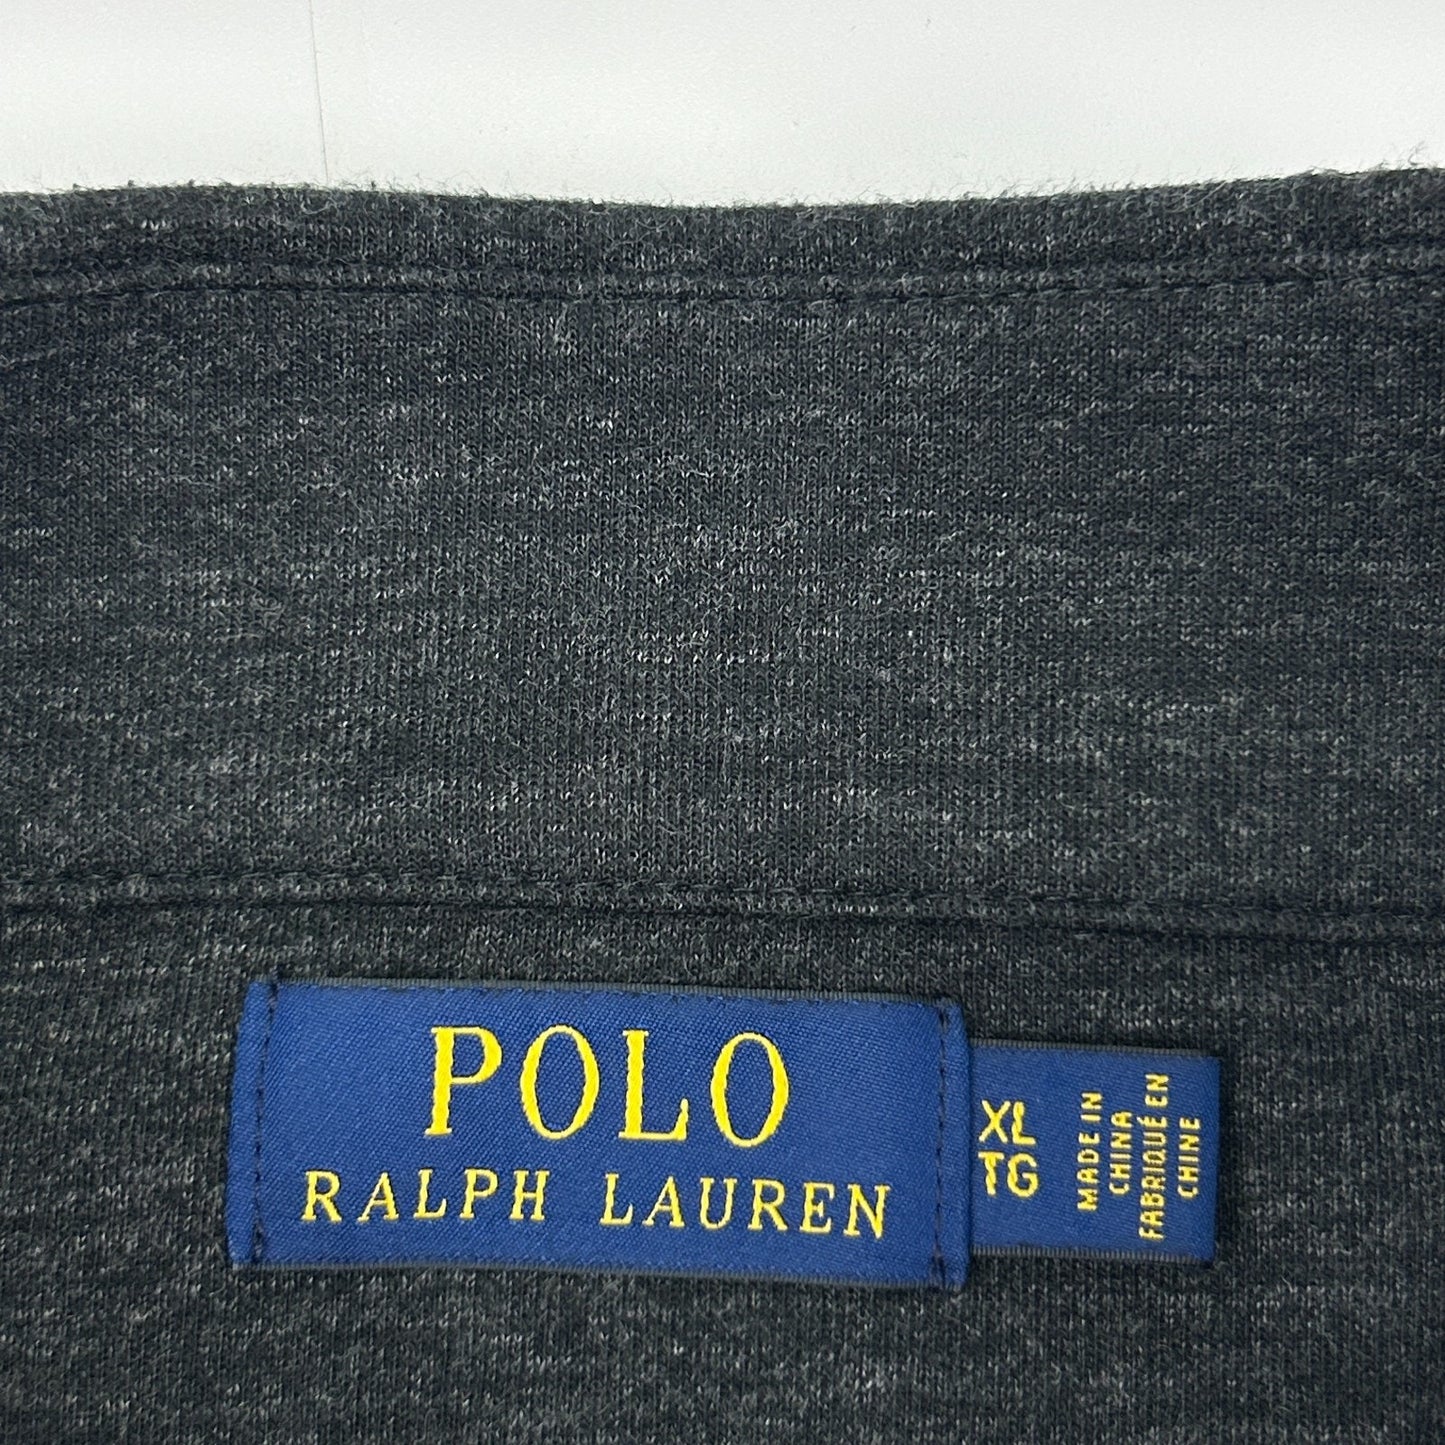 POLO
RALPH LAUREN
XL
TG
MADE IN
CHINA
FABRIQUÉ EN
CHINE